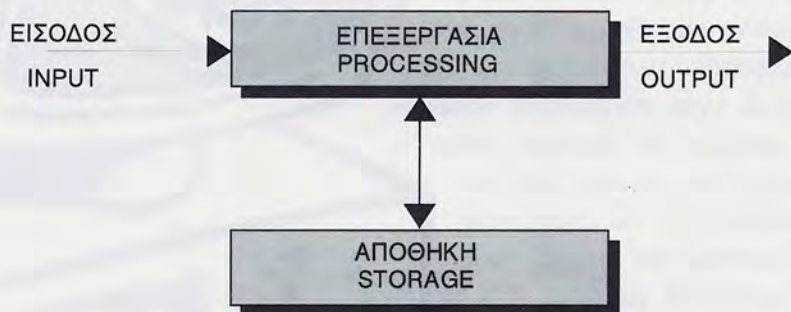 ΕΙΣΟΔΟΣ
INPUT
ΕΠΕΞΕΡΓΑΣΙΑ
PROCESSING
ΕΞΟΔΟΣ
OUTPUT
ΑΠΟΘΗΚΗ
STORAGE